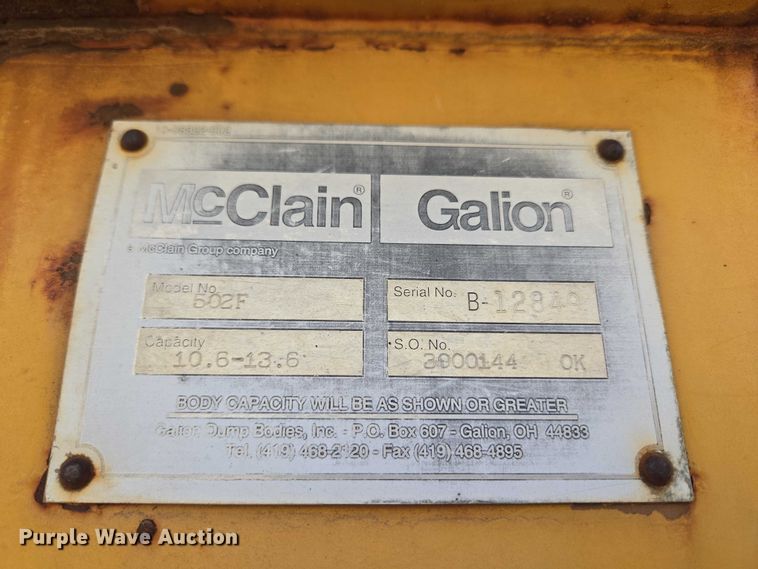 McClain® Galion®
a McClain Group company
Model No. 502F
Serial No. B-12849
Capacity 10.6-13.6
S.O. No. 3900144 OK
BODY CAPACITY WILL BE AS SHOWN OR GREATER
Galion Dump Bodies, Inc. - P.O. Box 607 - Galion, OH 44833
Tel. (419) 468-2120 - Fax (419) 468-4895
Purple Wave Auction